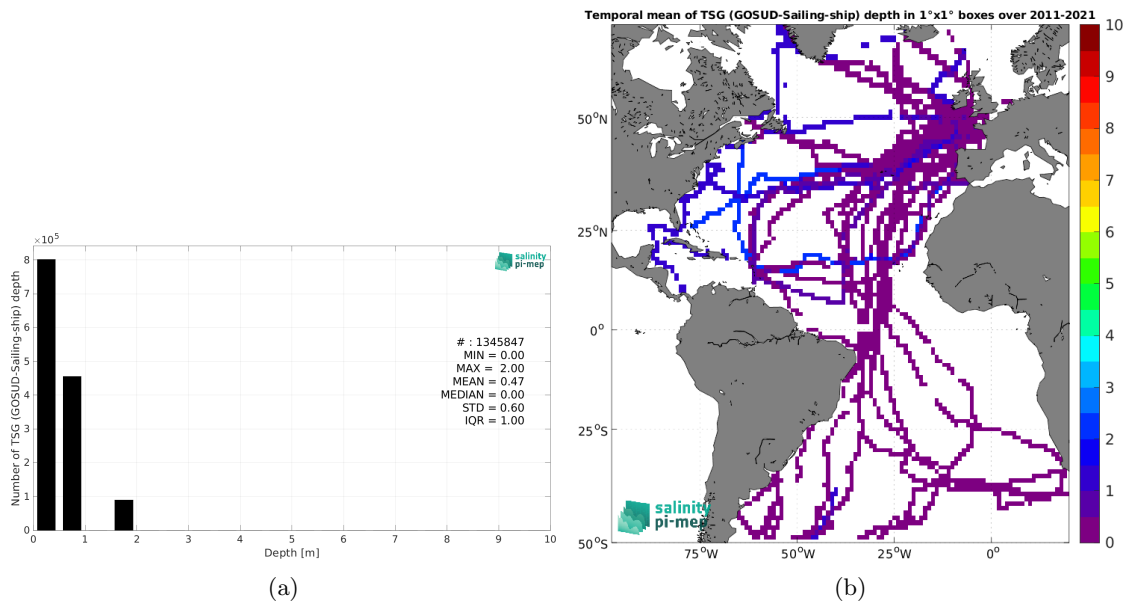 Temporal mean of TSG (GOSUD-Sailing-ship) depth in 1°x1° boxes over 2011-2021
×10⁵
Number of TSG (GOSUD-Sailing-ship) depth
8
7
6
5
4
3
2
1
0
0 1 2 3 4 5 6 7 8 9 10
Depth [m]
salinity
pi-mep
# : 1345847
MIN = 0.00
MAX = 2.00
MEAN = 0.47
MEDIAN = 0.00
STD = 0.60
IQR = 1.00
(a)
50°N
25°N
0°
25°S
50°S
75°W 50°W 25°W 0°
salinity
pi-mep
10
9
8
7
6
5
4
3
2
1
0
(b)